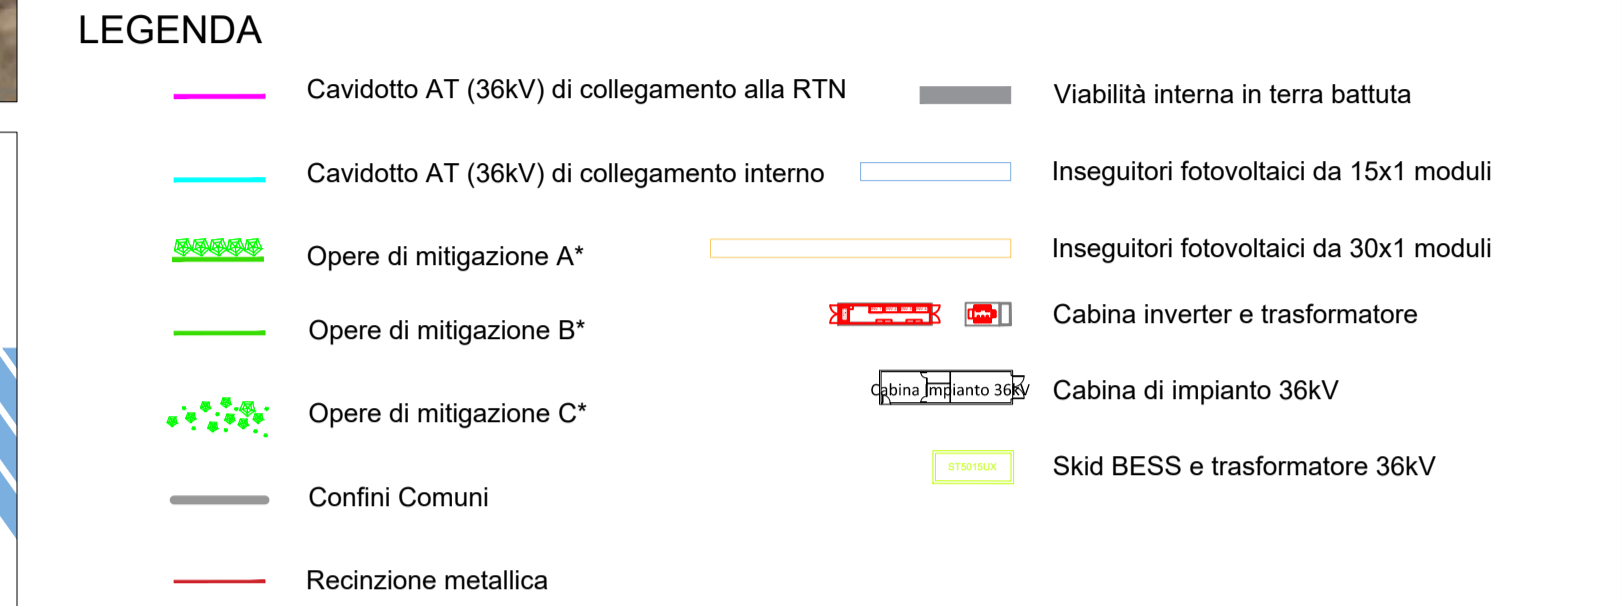 LEGENDA
Cavidotto AT (36kV) di collegamento alla RTN
Cavidotto AT (36kV) di collegamento interno
Opere di mitigazione A*
Opere di mitigazione B*
Opere di mitigazione C*
Confini Comuni
Recinzione metallica
Viabilità interna in terra battuta
Inseguitori fotovoltaici da 15x1 moduli
Inseguitori fotovoltaici da 30x1 moduli
Cabina inverter e trasformatore
Cabina Impianto 36kV
Cabina di impianto 36kV
ST5015UX
Skid BESS e trasformatore 36kV